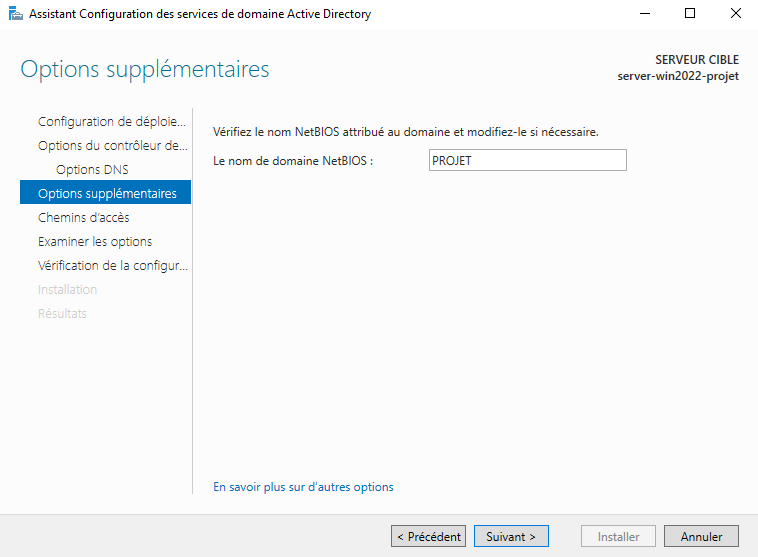 Assistant Configuration des services de domaine Active Directory
Options supplémentaires
SERVEUR CIBLE
server-win2022-projet
Configuration de déploie...
Options du contrôleur de...
Options DNS
Options supplémentaires
Chemins d'accès
Examiner les options
Vérification de la configur...
Installation
Résultats
Vérifiez le nom NetBIOS attribué au domaine et modifiez-le si nécessaire.
Le nom de domaine NetBIOS : PROJET
En savoir plus sur d'autres options
< Précédent Suivant > Installer Annuler